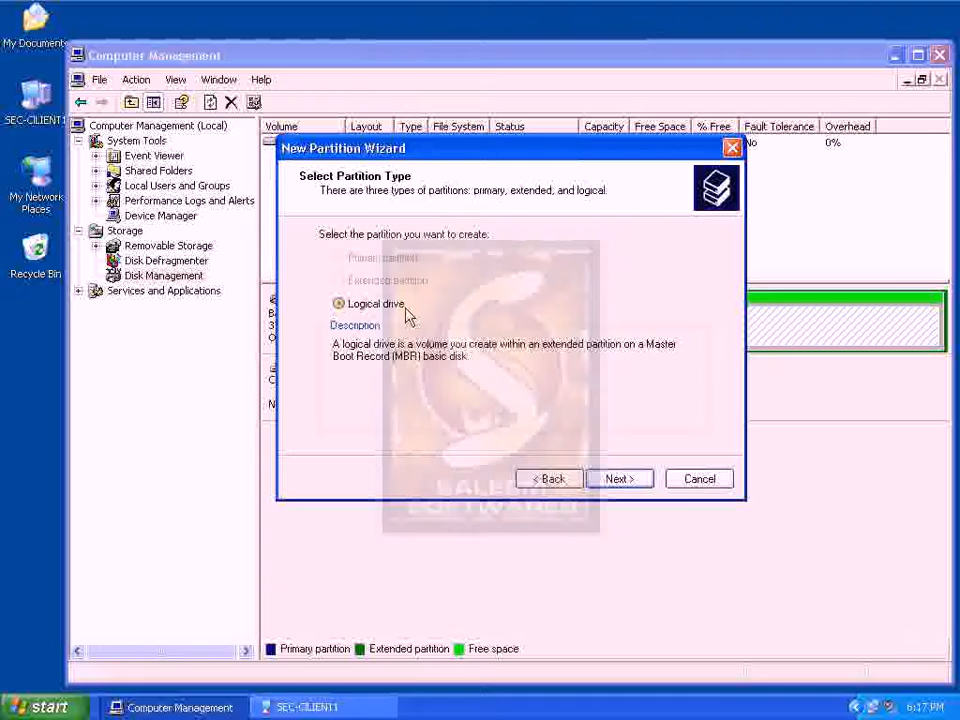 My Documents
Computer Management
File Action View Window Help
SEC-CILIENT1
Computer Management (Local)
System Tools
Event Viewer
Shared Folders
Local Users and Groups
Performance Logs and Alerts
Device Manager
Storage
Removable Storage
Disk Defragmenter
Disk Management
Services and Applications
My Network
Places
Recycle Bin
Volume Layout Type File System Status Capacity Free Space % Free Fault Tolerance Overhead
No 0%
New Partition Wizard
Select Partition Type
There are three types of partitions: primary, extended, and logical.
Select the partition you want to create:
Primary partition
Extended partition
Logical drive
Description
A logical drive is a volume you create within an extended partition on a Master
Boot Record (MBR) basic disk.
< Back Next > Cancel
SALEEM
SOFTWARES
Primary partition Extended partition Free space
start Computer Management SEC-CILIENT1 6:17 PM